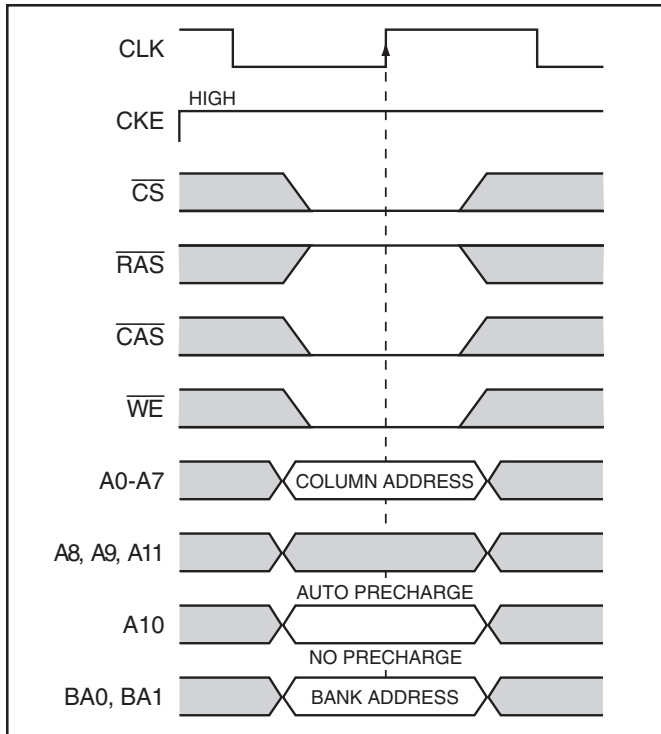 CLK
HIGH
CKE
CS
RAS
CAS
WE
A0-A7 COLUMN ADDRESS
A8, A9, A11
AUTO PRECHARGE
A10
NO PRECHARGE
BA0, BA1 BANK ADDRESS